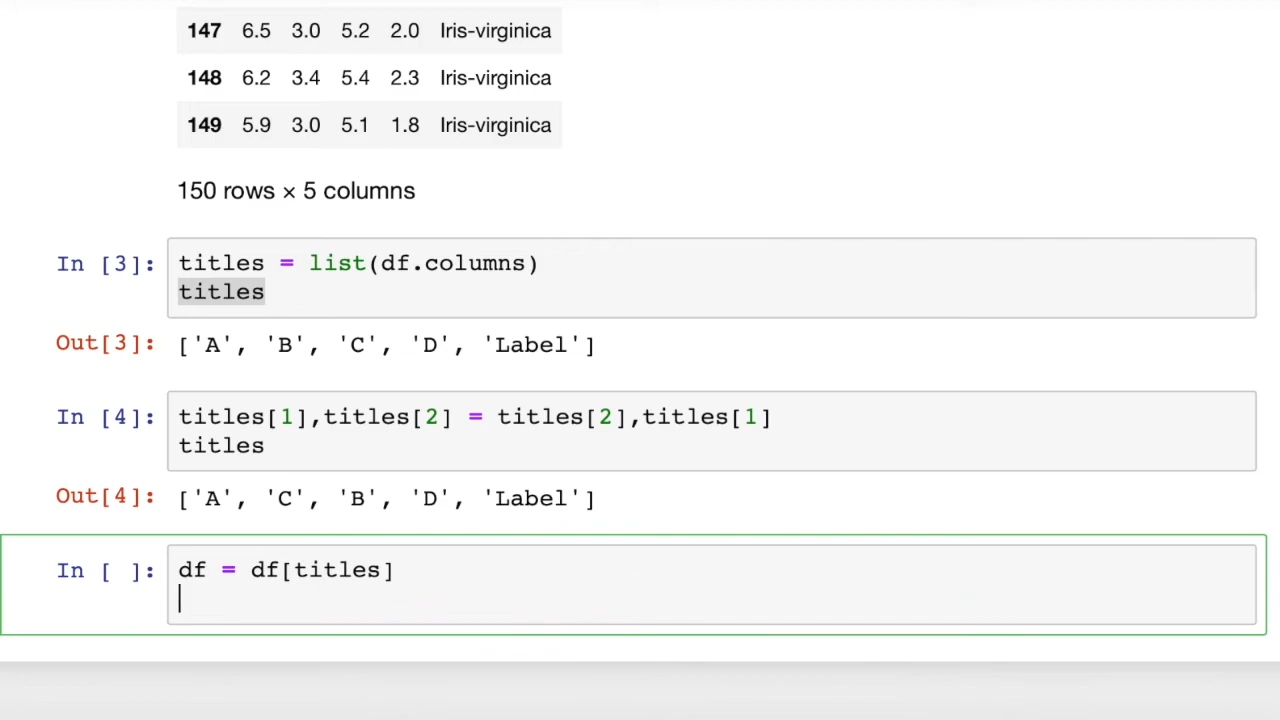 147 6.5 3.0 5.2 2.0 Iris-virginica
148 6.2 3.4 5.4 2.3 Iris-virginica
149 5.9 3.0 5.1 1.8 Iris-virginica
150 rows × 5 columns
In [3]: titles = list(df.columns)
titles
Out[3]: ['A', 'B', 'C', 'D', 'Label']
In [4]: titles[1],titles[2] = titles[2],titles[1]
titles
Out[4]: ['A', 'C', 'B', 'D', 'Label']
In [ ]: df = df[titles]